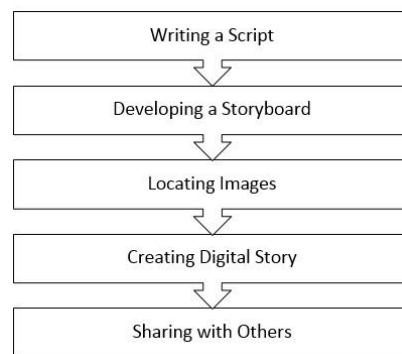 Writing a Script
Developing a Storyboard
Locating Images
Creating Digital Story
Sharing with Others